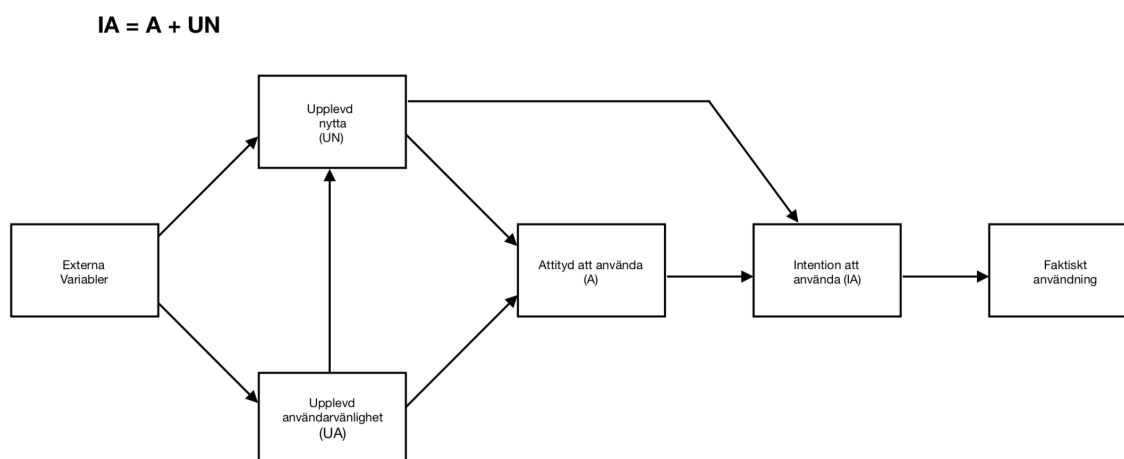 IA = A + UN
Upplevd
nytta
(UN)
Externa
Variabler
Attityd att använda
(A)
Intention att
använda (IA)
Faktiskt
användning
Upplevd
användarvänlighet
(UA)